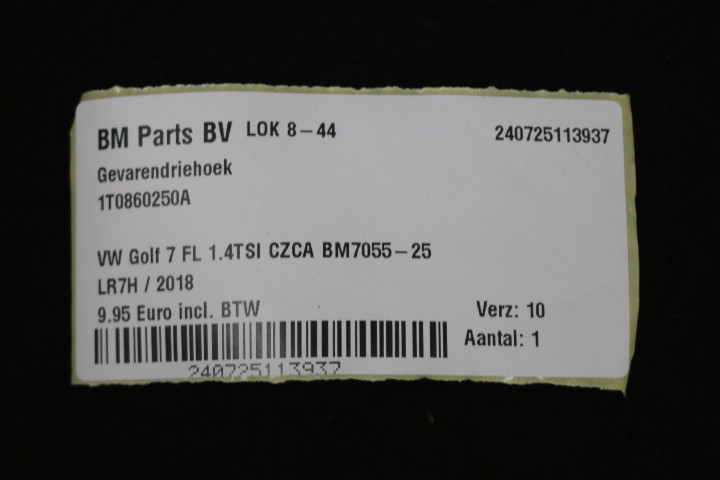 BM Parts BV LOK 8-44 240725113937
Gevarendriehoek
1T0860250A
VW Golf 7 FL 1.4TSI CZCA BM7055-25
LR7H / 2018
9.95 Euro incl. BTW Verz: 10
Aantal: 1
240725113937